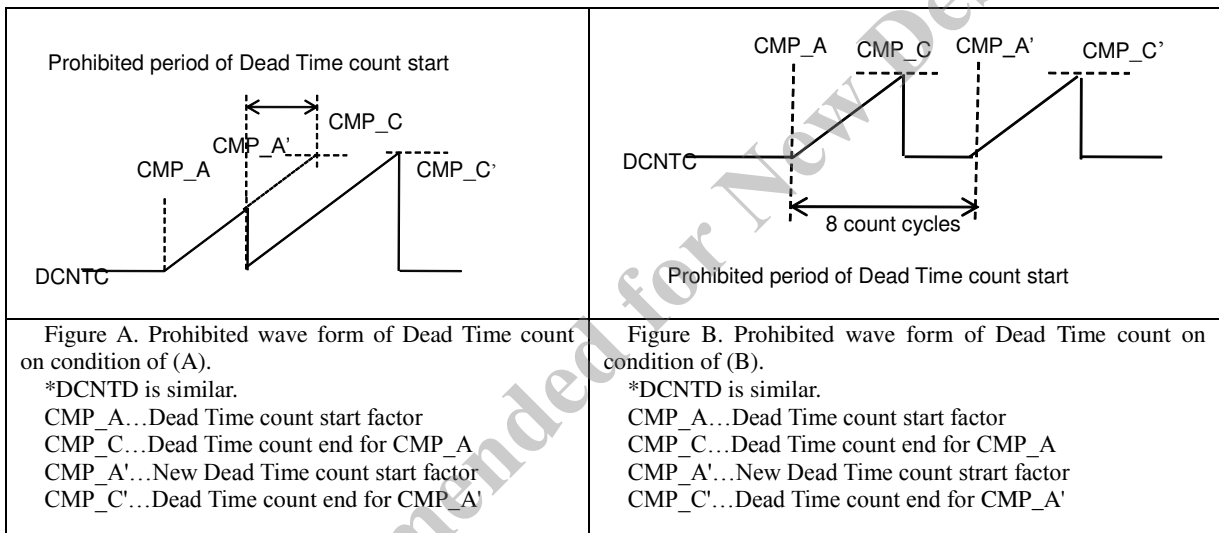 Prohibited period of Dead Time count start
CMP_C
CMP_A'
CMP_A
CMP_C'
DCNTC
CMP_A
CMP_C
CMP_A'
CMP_C'
DCNTC
8 count cycles
Prohibited period of Dead Time count start
Figure A. Prohibited wave form of Dead Time count
on condition of (A).
*DCNTD is similar.
CMP_A…Dead Time count start factor
CMP_C…Dead Time count end for CMP_A
CMP_A'…New Dead Time count start factor
CMP_C'…Dead Time count end for CMP_A'
Figure B. Prohibited wave form of Dead Time count on
condition of (B).
*DCNTD is similar.
CMP_A…Dead Time count start factor
CMP_C…Dead Time count end for CMP_A
CMP_A'…New Dead Time count strart factor
CMP_C'…Dead Time count end for CMP_A'
mended for New De